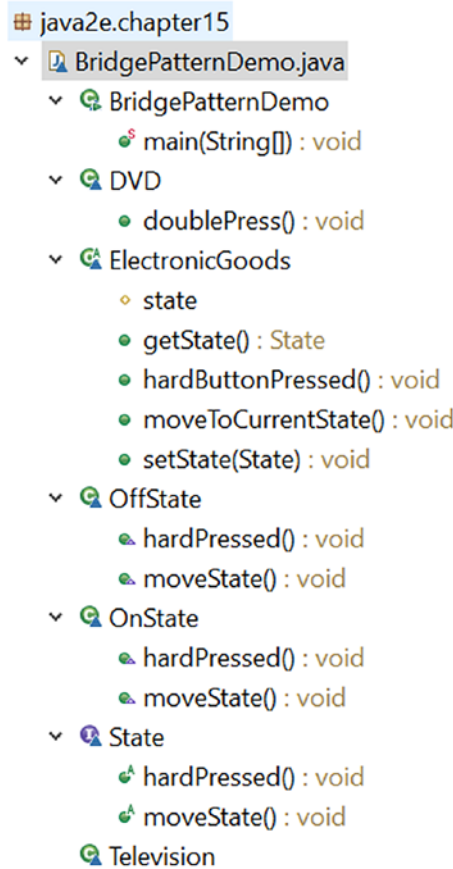 java2e.chapter15
BridgePatternDemo.java
BridgePatternDemo
main(String[]) : void
DVD
doublePress() : void
ElectronicGoods
state
getState() : State
hardButtonPressed() : void
moveToCurrentState() : void
setState(State) : void
OffState
hardPressed() : void
moveState() : void
OnState
hardPressed() : void
moveState() : void
State
hardPressed() : void
moveState() : void
Television